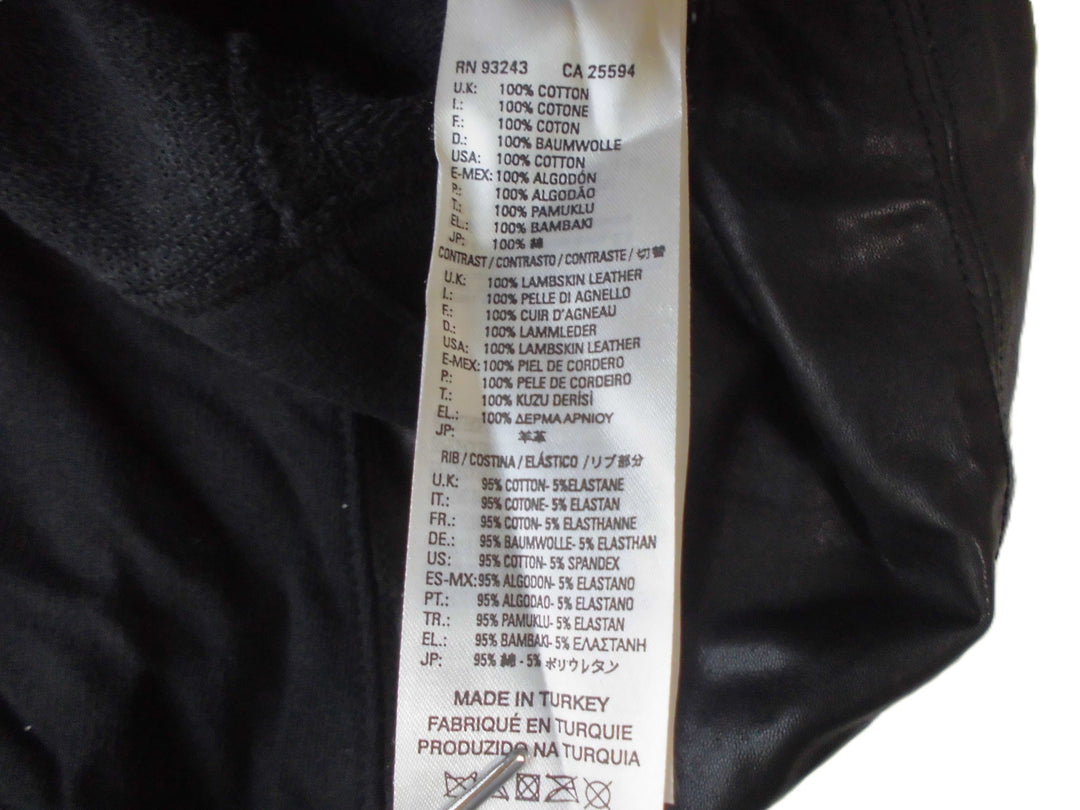 RN 93243 CA 25594
U.K: 100% COTTON
I.: 100% COTONE
F.: 100% COTON
D.: 100% BAUMWOLLE
USA: 100% COTTON
E-MEX: 100% ALGODÓN
P.: 100% ALGODÃO
T.: 100% PAMUKLU
EL.: 100% BAMBAKI
JP: 100% 綿
CONTRAST / CONTRASTO / CONTRASTE / 切替
U.K: 100% LAMBSKIN LEATHER
I.: 100% PELLE DI AGNELLO
F.: 100% CUIR D'AGNEAU
D.: 100% LAMMLEDER
USA: 100% LAMBSKIN LEATHER
E-MEX: 100% PIEL DE CORDERO
P.: 100% PELE DE CORDEIRO
T.: 100% KUZU DERİSİ
EL.: 100% ΔΕΡΜΑ ΑΡΝΙΟΥ
JP: 羊革
RIB / COSTINA / ELÁSTICO / リブ部分
U.K: 95% COTTON- 5%ELASTANE
IT.: 95% COTONE- 5% ELASTAN
FR.: 95% COTON- 5% ELASTHANNE
DE.: 95% BAUMWOLLE- 5% ELASTHAN
US: 95% COTTON- 5% SPANDEX
ES-MX: 95% ALGODON- 5% ELASTANO
PT.: 95% ALGODAO- 5% ELASTANO
TR.: 95% PAMUKLU- 5% ELASTAN
EL.: 95% BAMBAKI- 5% ΕΛΑΣΤΑΝΗ
JP: 95% 綿 - 5% ポリウレタン
MADE IN TURKEY
FABRIQUÉ EN TURQUIE
PRODUZIDO NA TURQUIA